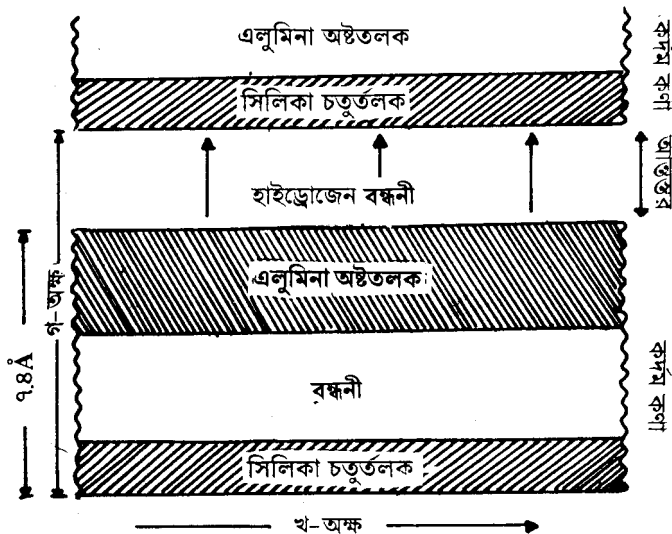 এলুমিনা অষ্টতলক
সিলিকা চতুর্তলক
কর্দম কণা
আন্তস্তর
হাইড্রোজেন বন্ধনী
এলুমিনা অষ্টতলক
বন্ধনী
সিলিকা চতুর্তলক
গ-অক্ষ
৭.৪Å
কর্দম কণা
খ-অক্ষ